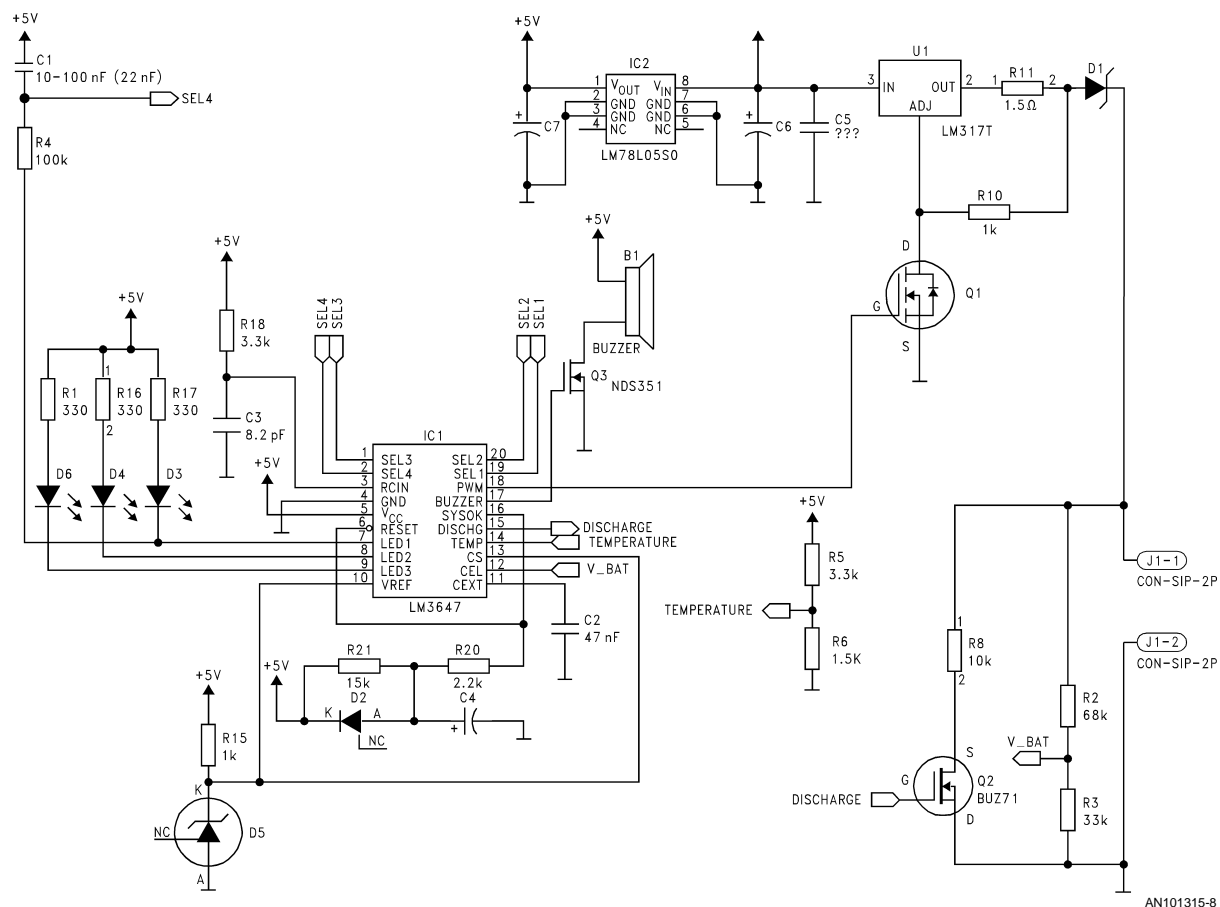 +5V
C1
10-100 nF (22 nF)
SEL4
R4
100k
+5V
IC2
1 VOUT VIN 8
2 GND GND 7
3 GND GND 6
4 NC NC 5
LM78L05S0
+ C7
+ C6
C5
???
U1
3 IN OUT 2
ADJ
LM317T
1 R11 2
1.5Ω
D1
R10
1k
D
G
S
Q1
+5V
R18
3.3k
C3
8.2 pF
+5V
R1
330
1
R16
330
2
R17
330
D6
D4
D3
SEL4
SEL3
SEL2
SEL1
+5V
B1
BUZZER
Q3
NDS351
+5V
IC1
1 SEL3 SEL2 20
2 SEL4 SEL1 19
3 RCIN PWM 18
4 GND BUZZER 17
5 VCC SYSOK 16
6 RESET DISCHG 15
7 LED1 TEMP 14
8 LED2 CS 13
9 LED3 CEL 12
10 VREF CEXT 11
LM3647
DISCHARGE
TEMPERATURE
V_BAT
C2
47 nF
+5V
R5
3.3k
TEMPERATURE
R6
1.5K
+5V
R21
15k
R20
2.2k
D2
K A
NC
C4
+
+5V
R15
1k
K
NC
D5
A
J1-1
CON-SIP-2P
J1-2
CON-SIP-2P
1
R8
10k
2
R2
68k
V_BAT
R3
33k
DISCHARGE
G
S
Q2
BUZ71
D
AN101315-8